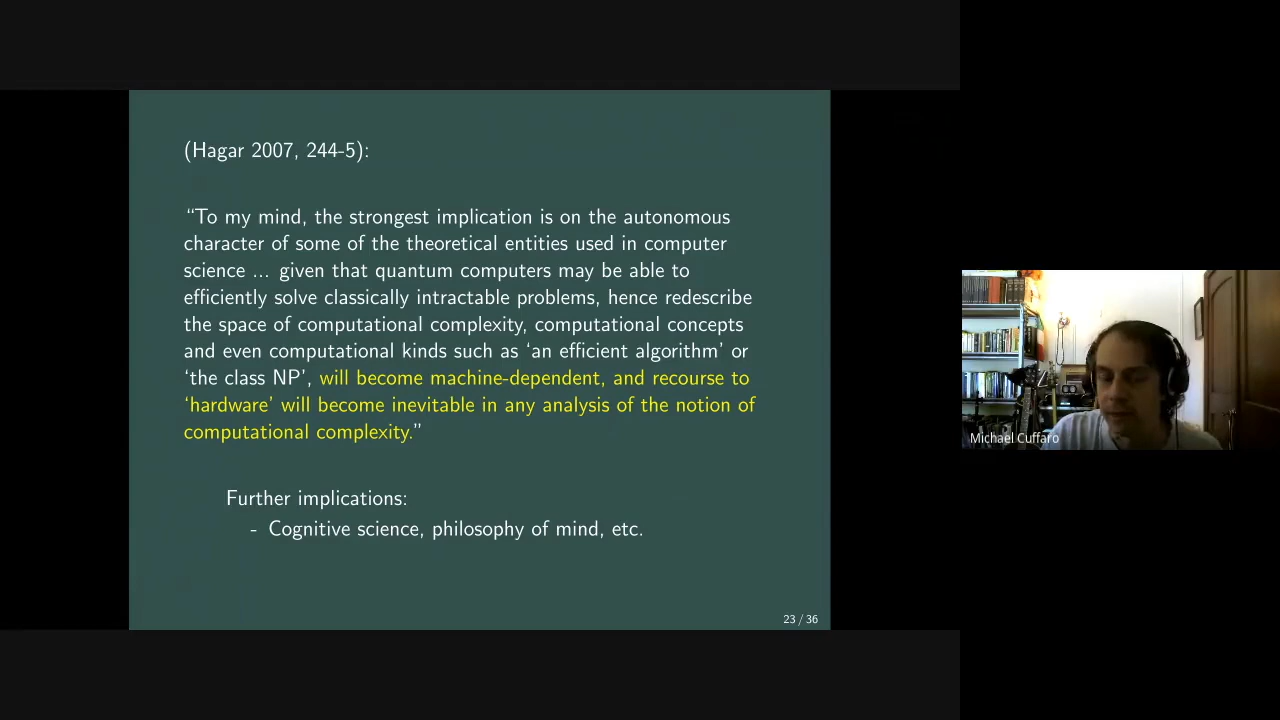 (Hagar 2007, 244-5):
“To my mind, the strongest implication is on the autonomous
character of some of the theoretical entities used in computer
science ... given that quantum computers may be able to
efficiently solve classically intractable problems, hence redescribe
the space of computational complexity, computational concepts
and even computational kinds such as ‘an efficient algorithm’ or
‘the class NP’, will become machine-dependent, and recourse to
‘hardware’ will become inevitable in any analysis of the notion of
computational complexity.”
Further implications:
- Cognitive science, philosophy of mind, etc.
23 / 36
Michael Cuffaro